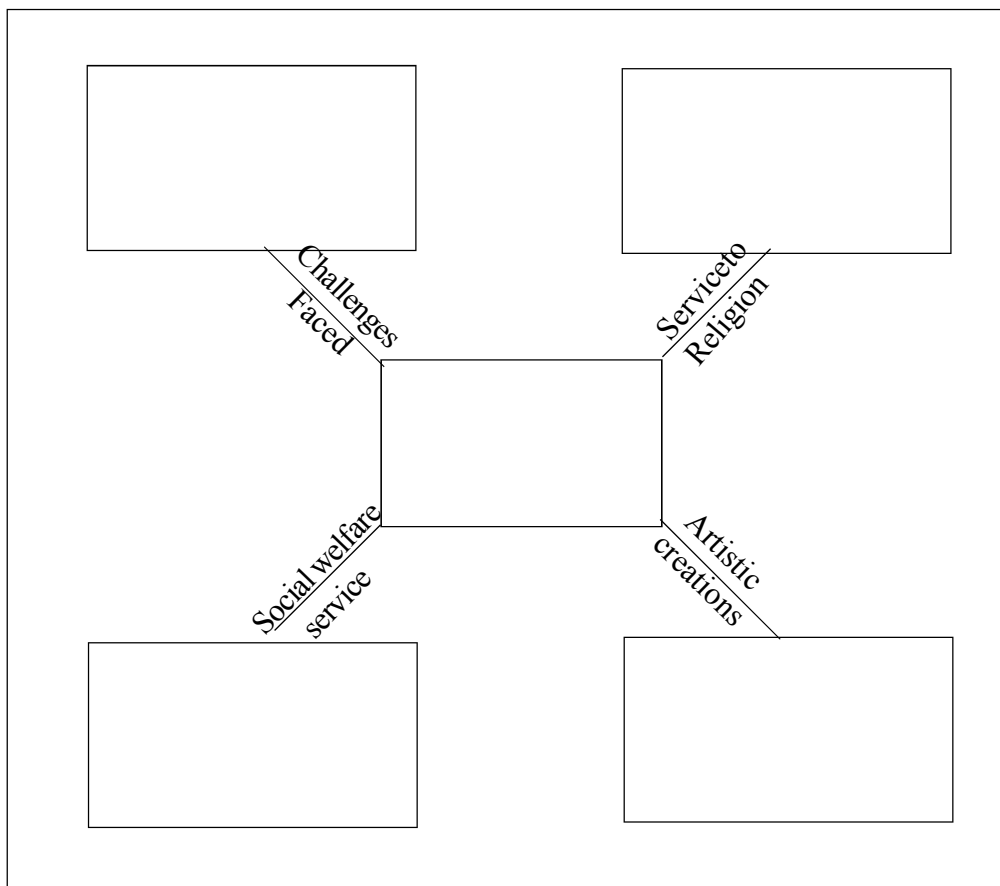 Challenges
Faced
Serviceto
Religion
Social welfare
service
Artistic
creations